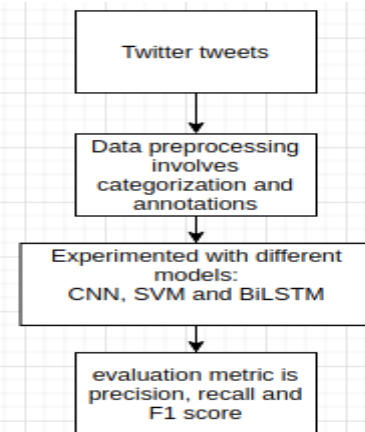 Twitter tweets
Data preprocessing
involves
categorization and
annotations
Experimented with different
models:
CNN, SVM and BiLSTM
evaluation metric is
precision, recall and
F1 score